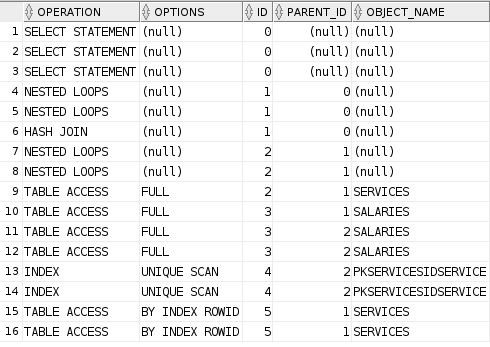 OPERATION OPTIONS ID PARENT_ID OBJECT_NAME
1 SELECT STATEMENT (null) 0 (null) (null)
2 SELECT STATEMENT (null) 0 (null) (null)
3 SELECT STATEMENT (null) 0 (null) (null)
4 NESTED LOOPS (null) 1 0 (null)
5 NESTED LOOPS (null) 1 0 (null)
6 HASH JOIN (null) 1 0 (null)
7 NESTED LOOPS (null) 2 1 (null)
8 NESTED LOOPS (null) 2 1 (null)
9 TABLE ACCESS FULL 2 1 SERVICES
10 TABLE ACCESS FULL 3 1 SALARIES
11 TABLE ACCESS FULL 3 2 SALARIES
12 TABLE ACCESS FULL 3 2 SALARIES
13 INDEX UNIQUE SCAN 4 2 PKSERVICESIDSERVICE
14 INDEX UNIQUE SCAN 4 2 PKSERVICESIDSERVICE
15 TABLE ACCESS BY INDEX ROWID 5 1 SERVICES
16 TABLE ACCESS BY INDEX ROWID 5 1 SERVICES